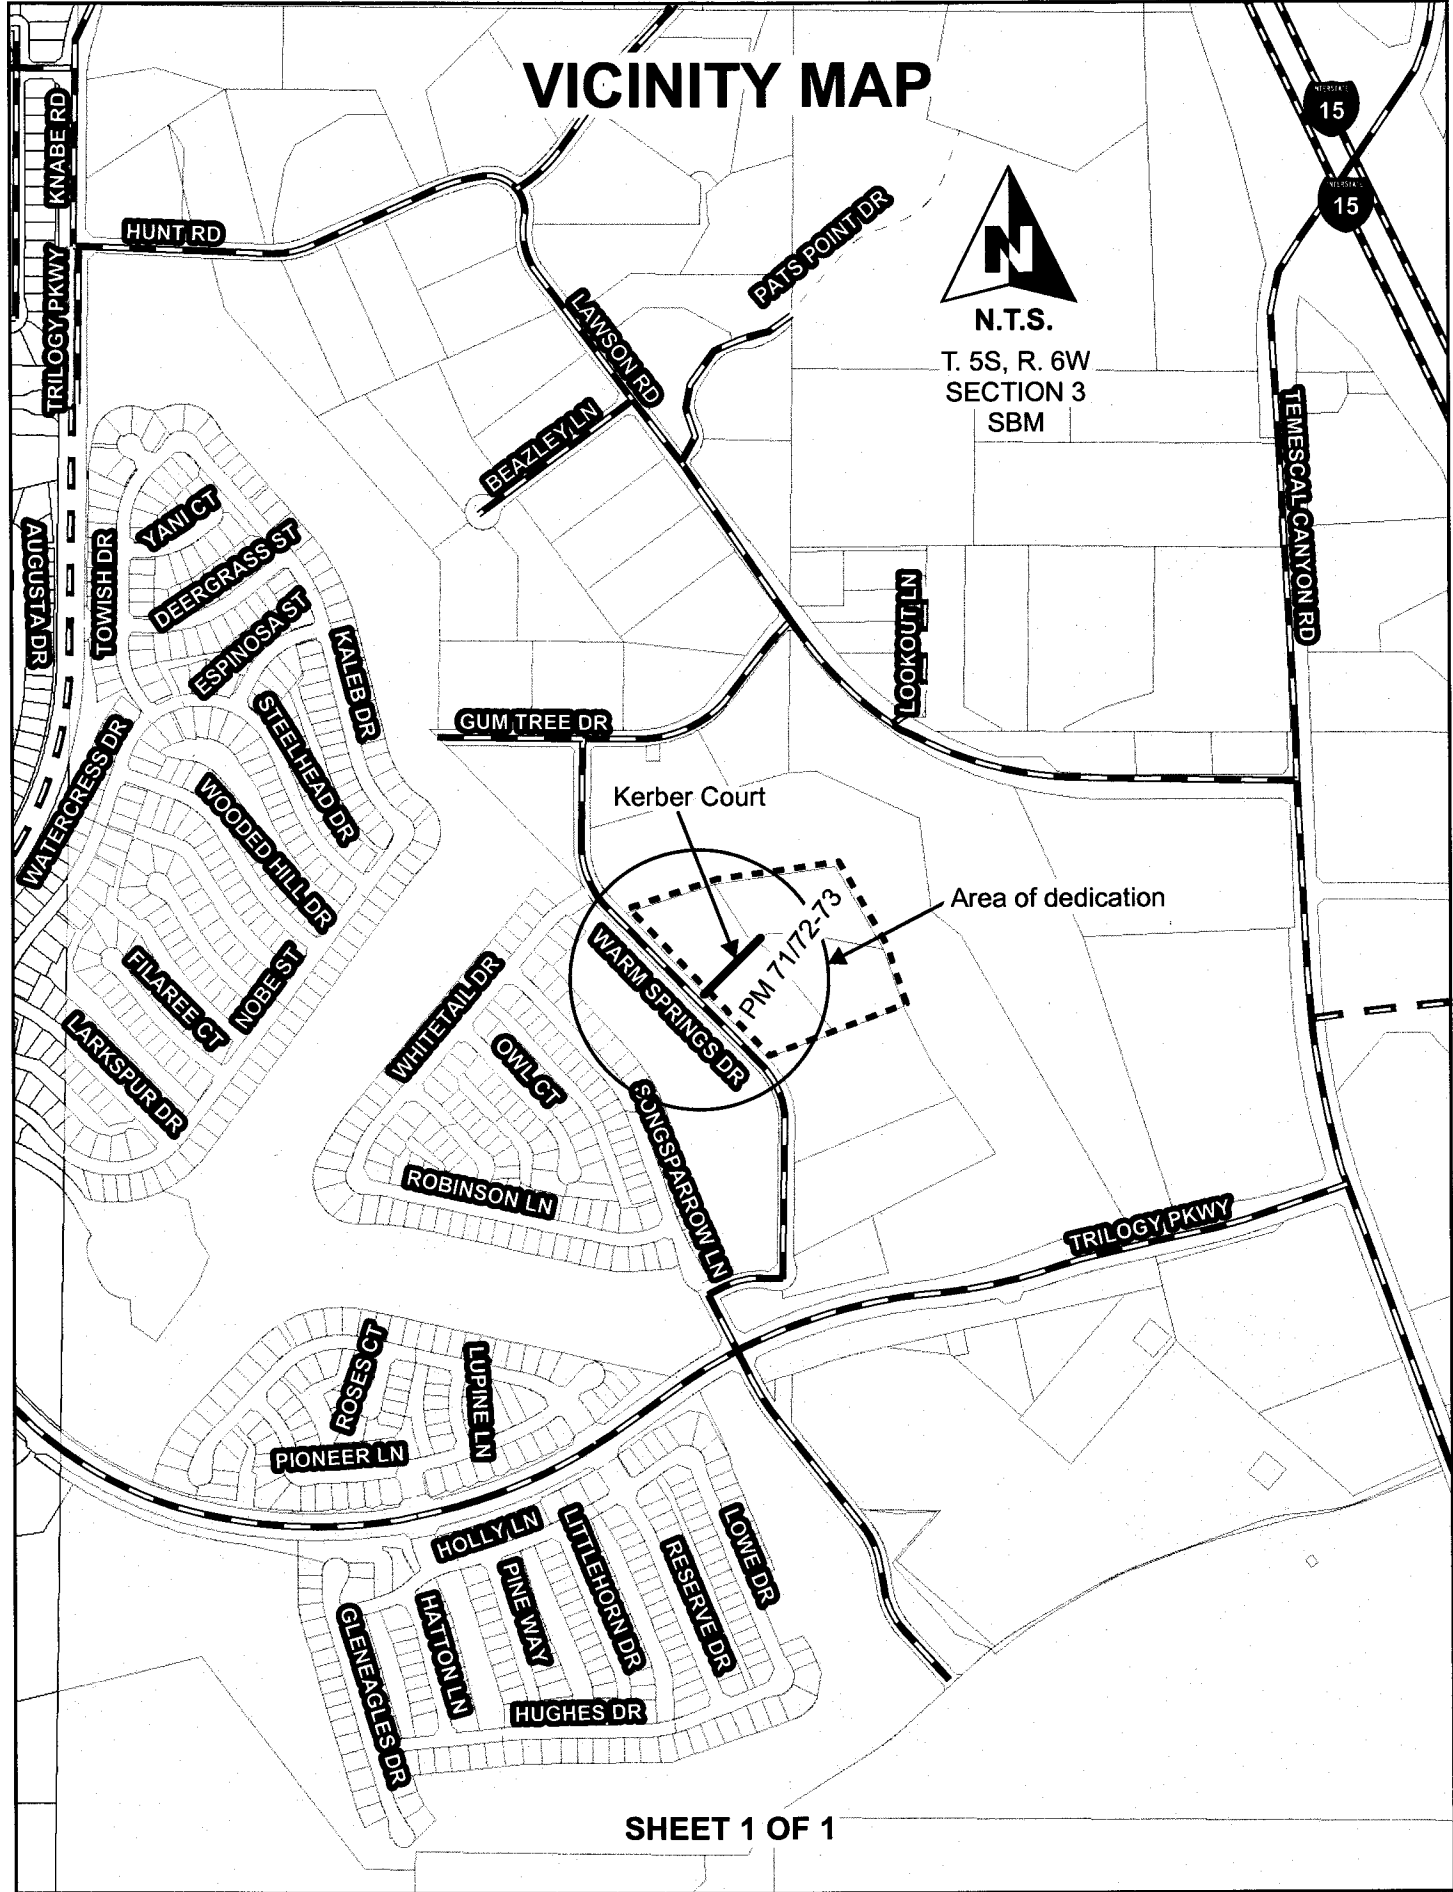 VICINITY MAP
INTERSTATE
15
INTERSTATE
15
KNABE RD
HUNT RD
PATS POINT DR
N
N.T.S.
T. 5S, R. 6W
SECTION 3
SBM
TRILOGY PKWY
LAWSON RD
BEAZLEY LN
TEMESCAL CANYON RD
YANI CT
AUGUSTA DR
TOWISH DR
DEERGRASS ST
ESPINOSA ST
LOOKOUT LN
KALEB DR
STEELHEAD DR
GUM TREE DR
WATERCRESS DR
WOODED HILL DR
Kerber Court
Area of dedication
PM 71/72-73
WARM SPRINGS DR
FILAREE CT
NOBE ST
WHITETAIL DR
LARKSPUR DR
OWL CT
SONGSPARROW LN
ROBINSON LN
TRILOGY PKWY
ROSES CT
LUPINE LN
PIONEER LN
HOLLY LN
LITTLEHORN DR
LOWE DR
RESERVE DR
PINE WAY
HATTON LN
GLENEAGLES DR
HUGHES DR
SHEET 1 OF 1